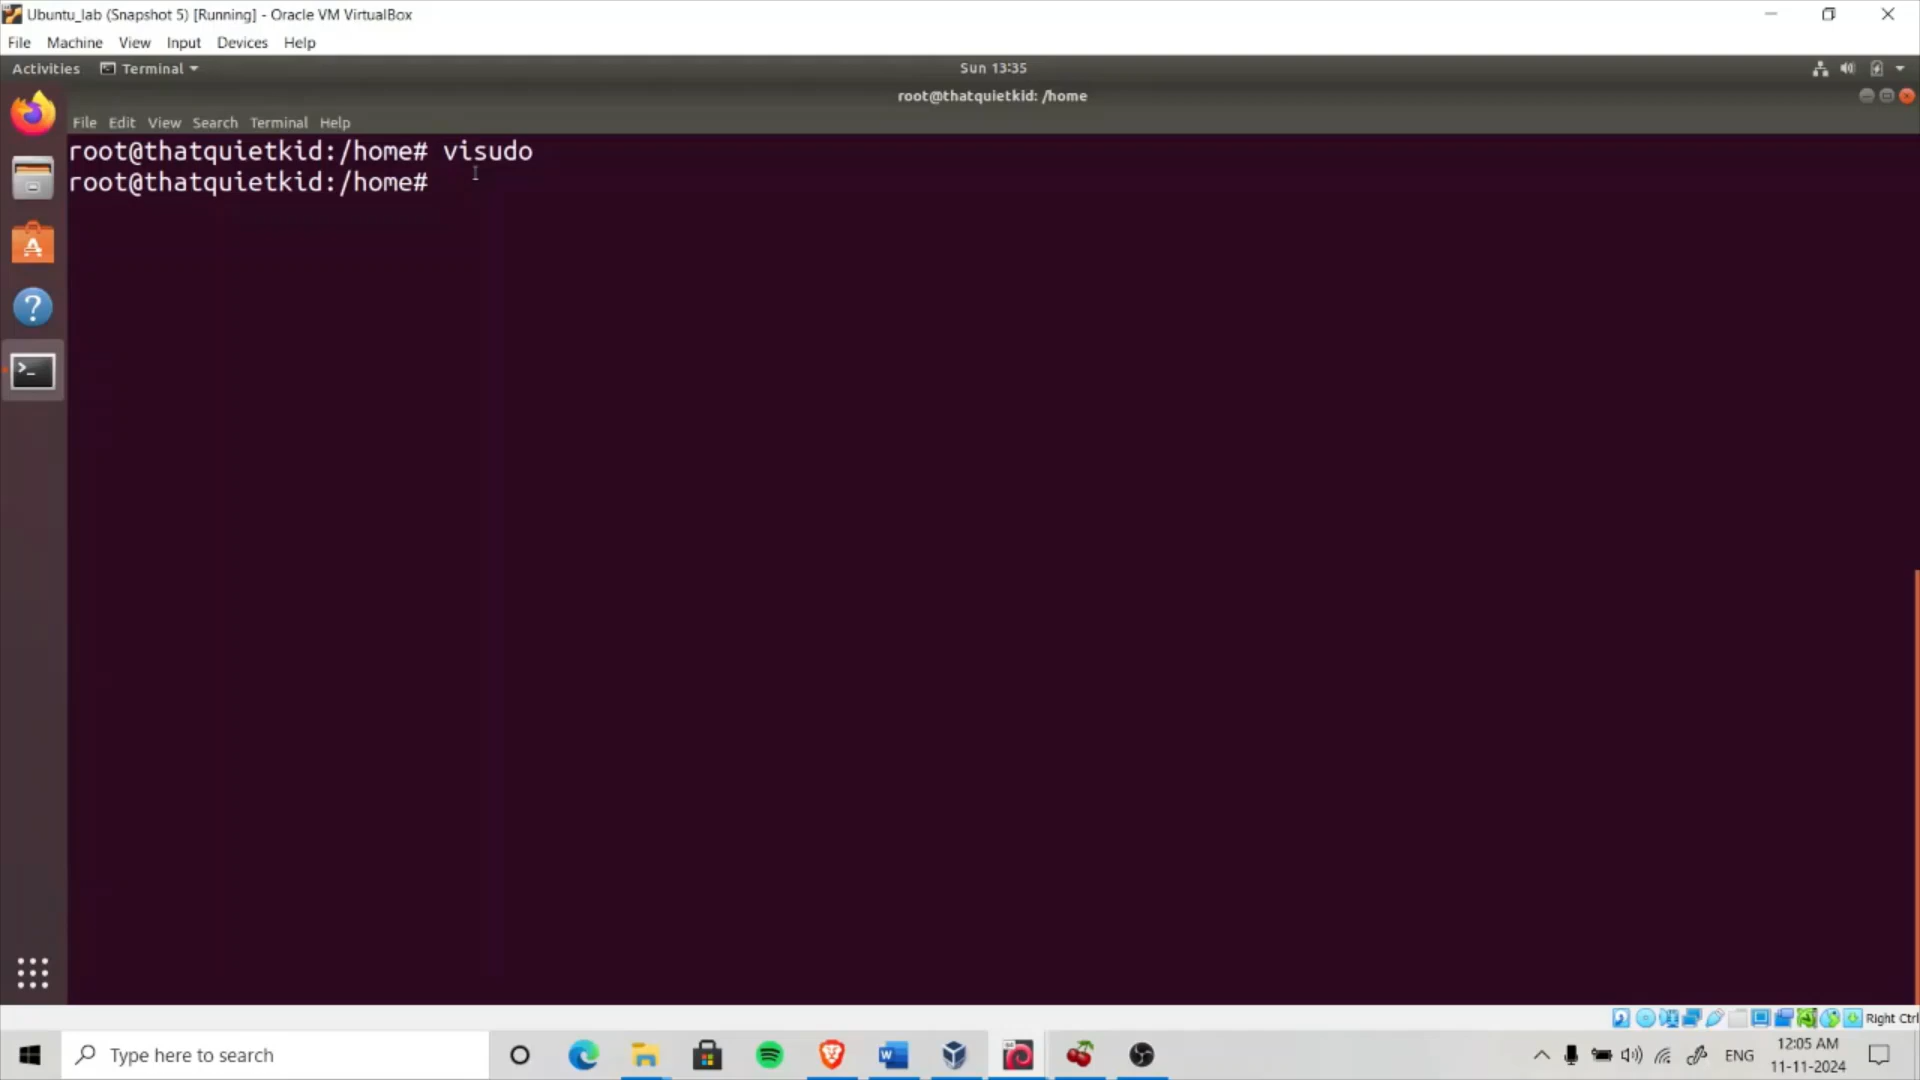 Ubuntu_lab (Snapshot 5) [Running] - Oracle VM VirtualBox
File Machine View Input Devices Help
Activities Terminal Sun 13:35
root@thatquietkid: /home
File Edit View Search Terminal Help
root@thatquietkid:/home# visudo
root@thatquietkid:/home#
Right Ctrl
Type here to search
ENG
12:05 AM
11-11-2024